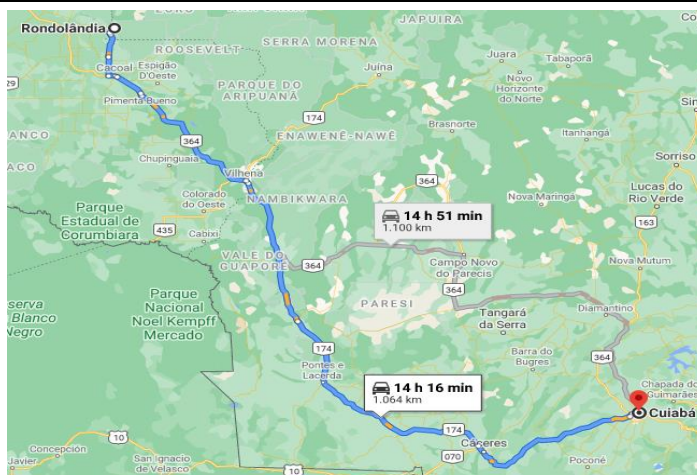 JAPUIRA
Rondolândia
ROOSEVELT
SERRA MORENA
Juara
Tabaporã
Espigão
D'Oeste
Cacoal
Juína
PARQUE DO
ARIPUANÃ
Novo
Horizonte
do Norte
29
Pimenta Bueno
174
Brasnorte
ENAWENÊ-NAWÊ
Itanhangá
364
Sorriso
Chupinguaia
Vilhena
364
Lucas do
Rio Verde
Colorado
do Oeste
NAMBIKWARA
Nova Maringá
Parque
Estadual de
Corumbiara
14 h 51 min
1.100 km
163
435
Cabixi
VALE DO
GUAPORÉ
364
Campo Novo
do Parecis
Nova Mutum
364
Parque
Nacional
Noel Kempff
Mercado
PARESI
Blanco
Negro
Tangará
da Serra
Diamantino
174
Barra do
Bugres
364
Pontes e
Lacerda
14 h 16 min
1.064 km
Chapada do
Guimarães
Cuiabá
174
Cáceres
10
070
Concepción
San Ignacio
de Velasco
10
Poconé
Javier